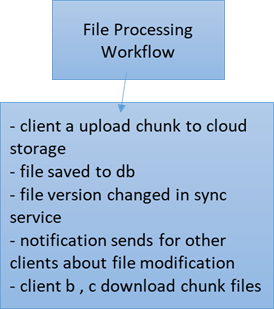 File Processing
Workflow
- client a upload chunk to cloud
storage
- file saved to db
- file version changed in sync
service
- notification sends for other
clients about file modification
- client b , c download chunk files